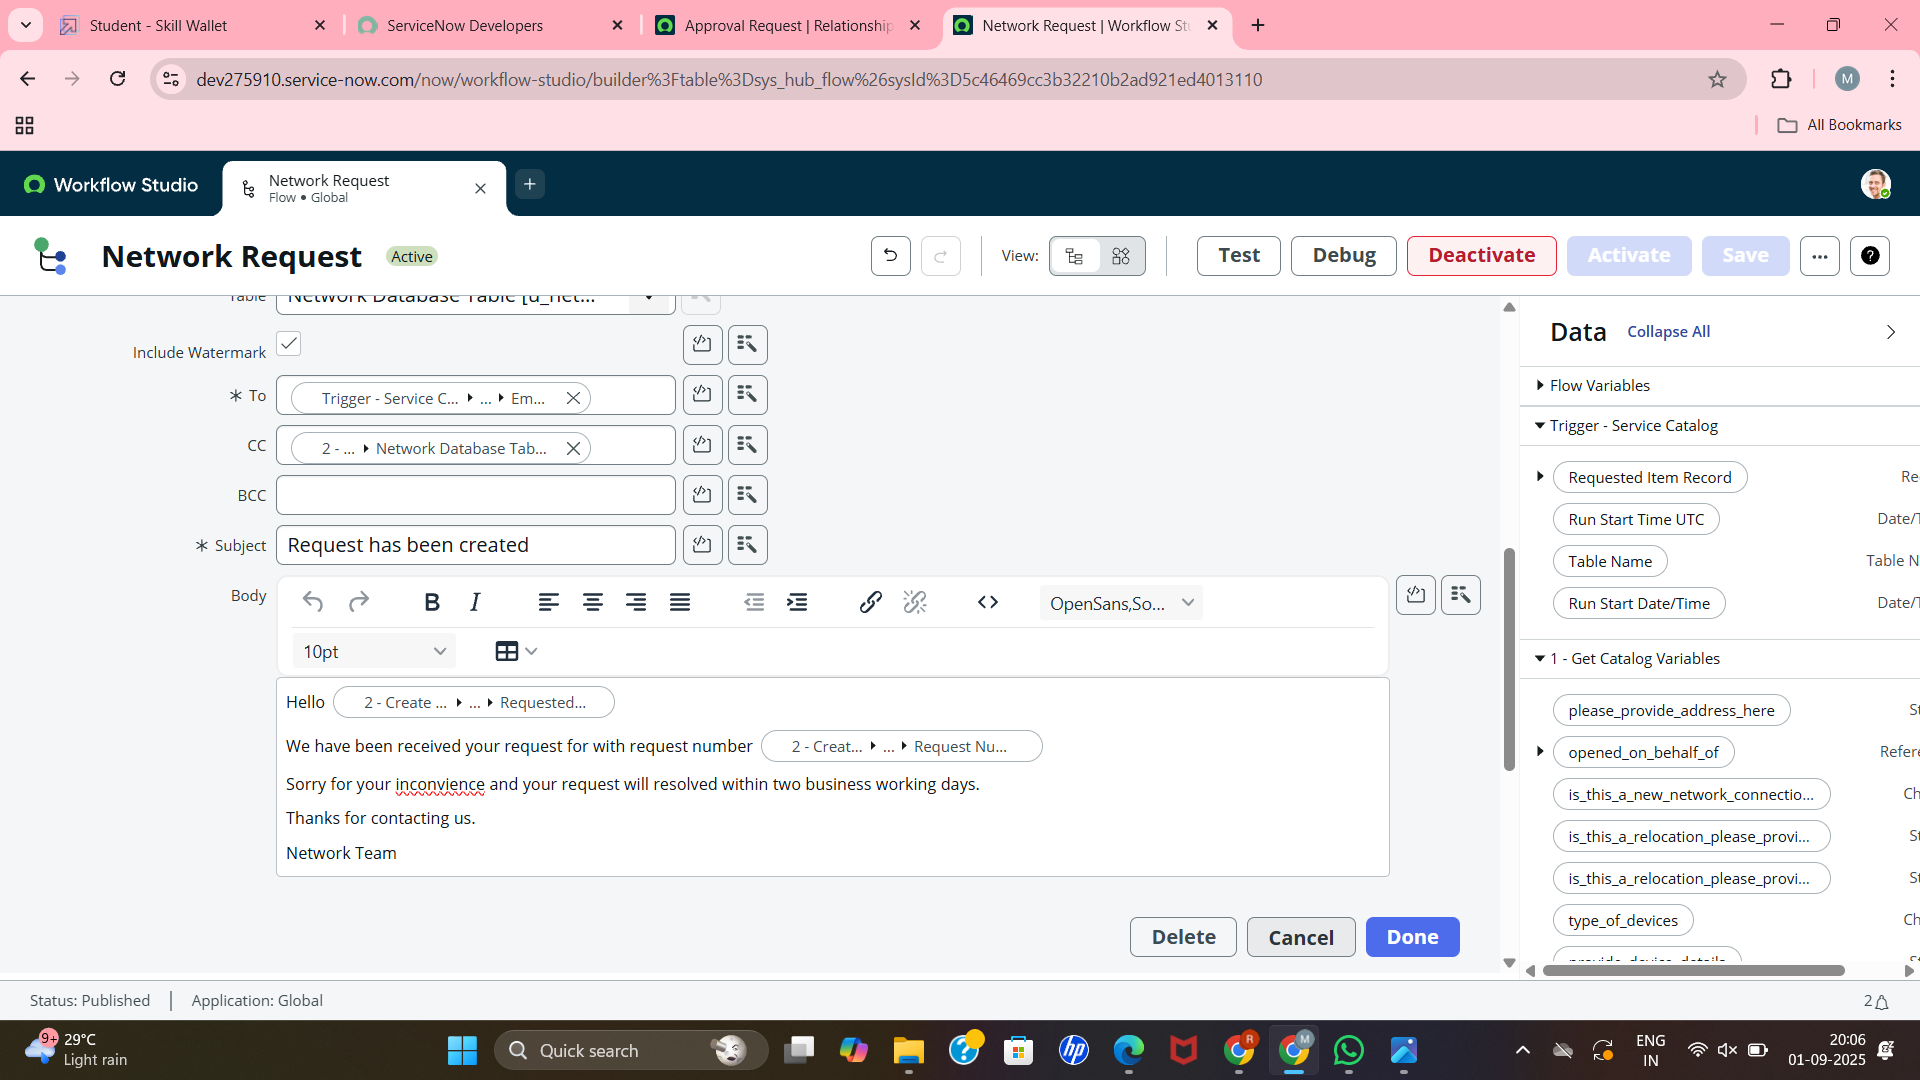 Student - Skill Wallet
ServiceNow Developers
Approval Request | Relationship
Network Request | Workflow St
dev275910.service-now.com/now/workflow-studio/builder%3Ftable%3Dsys_hub_flow%26sysId%3D5c46469cc3b32210b2ad921ed4013110
M
All Bookmarks
Workflow Studio
Network Request
Flow • Global
Network Request
Active
View:
Test
Debug
Deactivate
Activate
Save
Table
Network Database Table [u_net...
Include Watermark
* To
Trigger - Service C... ... Em...
CC
2 - ... Network Database Tab...
BCC
* Subject
Request has been created
Body
B I
OpenSans,So...
10pt
Hello 2 - Create ... ... Requested...
We have been received your request for with request number 2 - Creat... ... Request Nu...
Sorry for your inconvience and your request will resolved within two business working days.
Thanks for contacting us.
Network Team
Delete
Cancel
Done
Data
Collapse All
Flow Variables
Trigger - Service Catalog
Requested Item Record
Re
Run Start Time UTC
Date/T
Table Name
Table N
Run Start Date/Time
Date/T
1 - Get Catalog Variables
please_provide_address_here
St
opened_on_behalf_of
Refere
is_this_a_new_network_connectio...
Ch
is_this_a_relocation_please_provi...
St
is_this_a_relocation_please_provi...
St
type_of_devices
Ch
provide_device_details
St
Status: Published
Application: Global
2
9+
29°C
Light rain
Quick search
hp
R
M
ENG
IN
20:06
01-09-2025